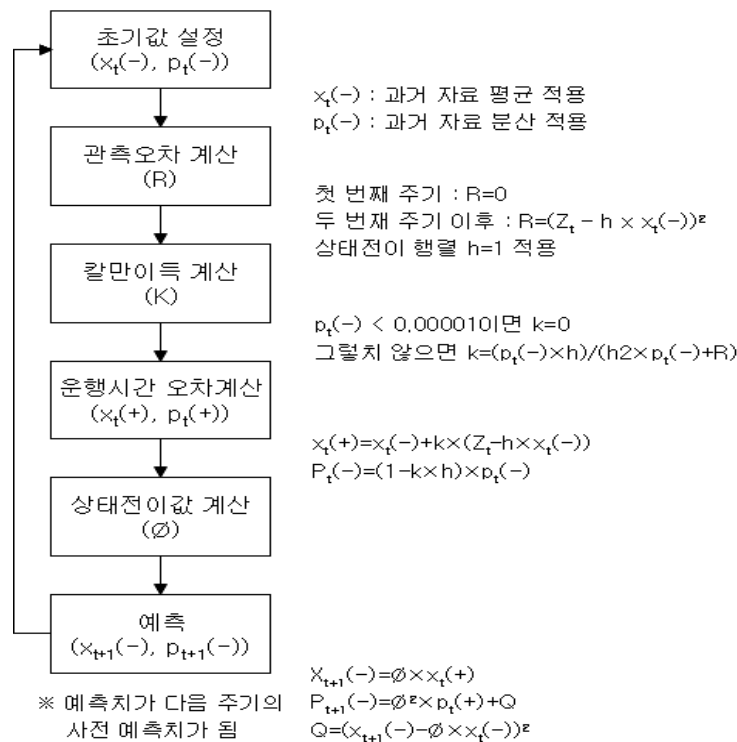 초기값 설정
(xₜ(−), pₜ(−))
xₜ(−) : 과거 자료 평균 적용
pₜ(−) : 과거 자료 분산 적용
관측오차 계산
(R)
첫 번째 주기 : R=0
두 번재 주기 이후 : R=(Zₜ − h × xₜ(−))²
상태전이 행렬 h=1 적용
칼만이득 계산
(K)
pₜ(−) < 0.00001이면 k=0
그렇치 않으면 k=(pₜ(−)×h)/(h2×pₜ(−)+R)
운행시간 오차계산
(xₜ(+), pₜ(+))
xₜ(+)=xₜ(−)+k×(Zₜ−h×xₜ(−))
Pₜ(−)=(1−k×h)×pₜ(−)
상태전이값 계산
(∅)
예측
(xₜ₊₁(−), pₜ₊₁(−))
Xₜ₊₁(−)=∅×xₜ(+)
Pₜ₊₁(−)=∅²×pₜ(+)+Q
Q=(xₜ₊₁(−)−∅×xₜ(−))²
※ 예측치가 다음 주기의
사전 예측치가 됨